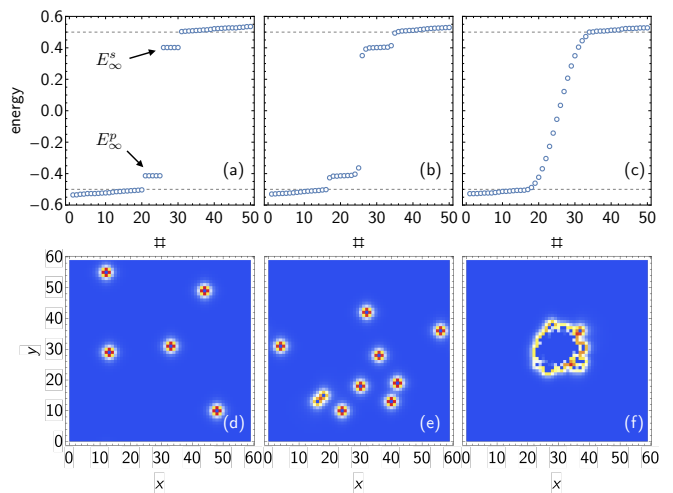 0.6
0.4
0.2
0.0
−0.2
−0.4
−0.6
energy
E^s_∞
E^p_∞
(a)
(b)
(c)
0 10 20 30 40 50
0 10 20 30 40 50
0 10 20 30 40 50
#
#
#
60
50
40
30
20
10
0
y
(d)
(e)
(f)
0 10 20 30 40 50 60
0 10 20 30 40 50 60
0 10 20 30 40 50 60
x
x
x